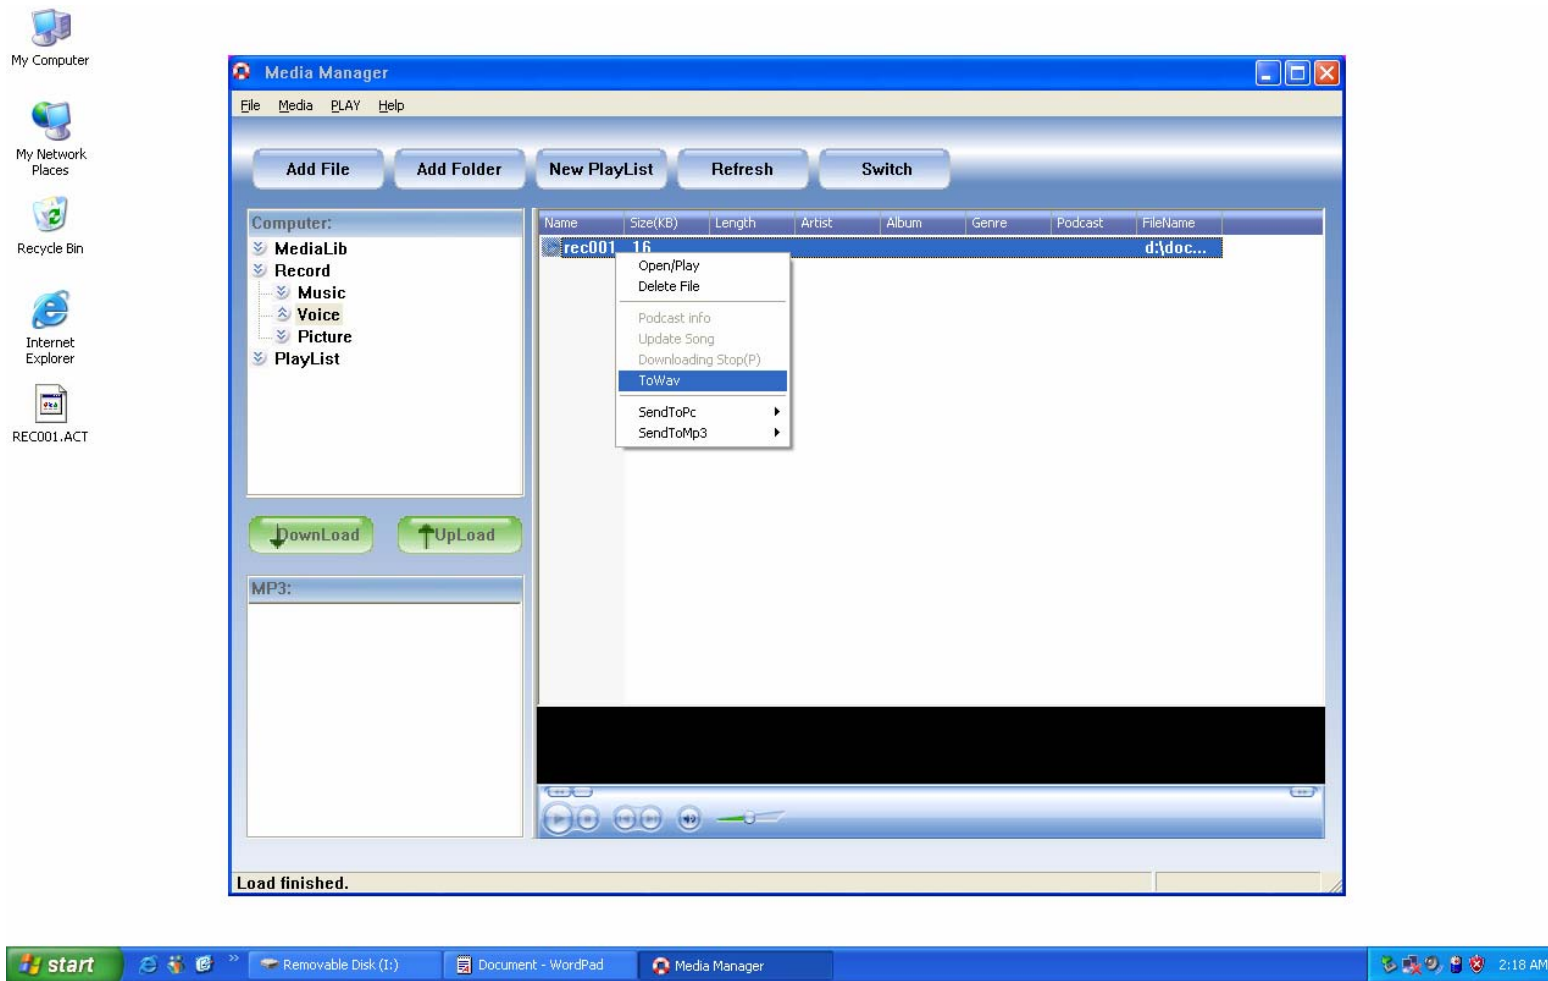 My Computer
My Network
Places
Recycle Bin
Internet
Explorer
REC001.ACT
Media Manager
File Media PLAY Help
Add File Add Folder New PlayList Refresh Switch
Computer:
MediaLib
Record
Music
Voice
Picture
PlayList
DownLoad UpLoad
MP3:
Name Size(KB) Length Artist Album Genre Podcast FileName
rec001 16 d:\doc...
Open/Play
Delete File
Podcast info
Update Song
Downloading Stop(P)
ToWav
SendToPc
SendToMp3
Load finished.
start Removable Disk (I:) Document - WordPad Media Manager 2:18 AM